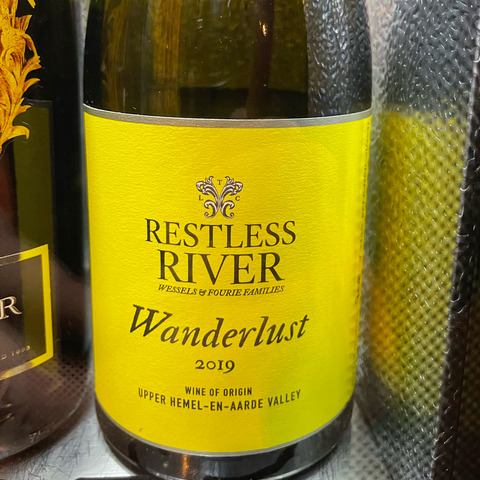 T
L C
RESTLESS
RIVER
WESSELS & FOURIE FAMILIES
Wanderlust
2019
WINE OF ORIGIN
UPPER HEMEL-EN-AARDE VALLEY
R